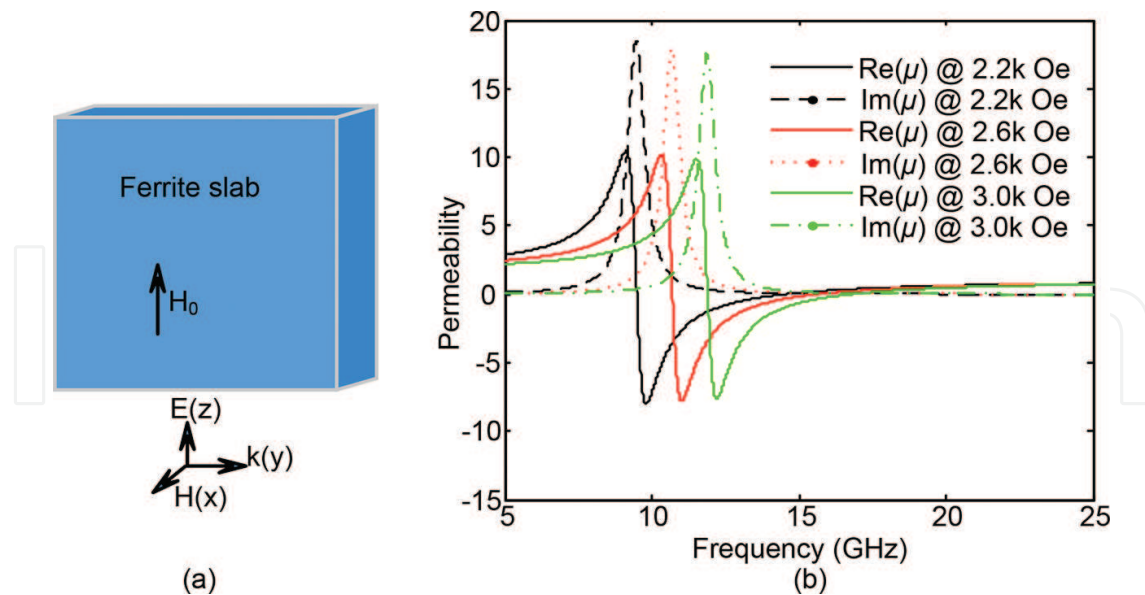 Ferrite slab
H₀
E(z)
k(y)
H(x)
(a)
20
15
10
5
0
-5
-10
-15
Permeability
Re(μ) @ 2.2k Oe
Im(μ) @ 2.2k Oe
Re(μ) @ 2.6k Oe
Im(μ) @ 2.6k Oe
Re(μ) @ 3.0k Oe
Im(μ) @ 3.0k Oe
5 10 15 20 25
Frequency (GHz)
(b)